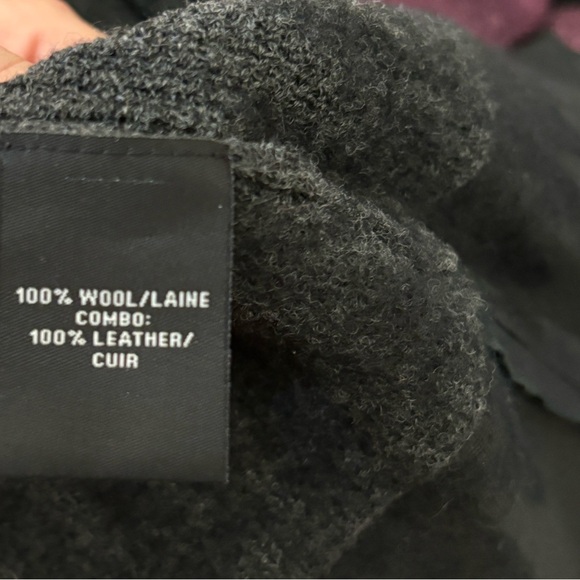 100% WOOL/LAINE
COMBO:
100% LEATHER/
CUIR